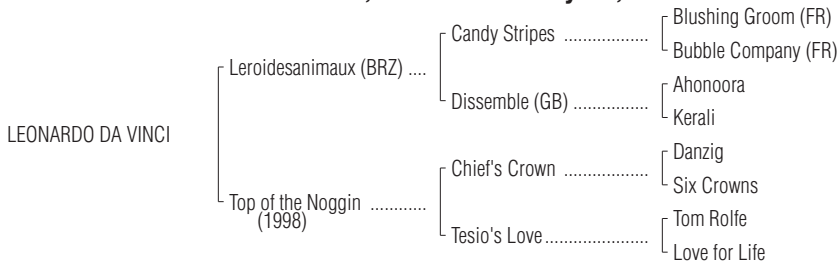 Blushing Groom (FR)
Candy Stripes ..................
Bubble Company (FR)
Leroidesanimaux (BRZ) ....
Ahonoora
Dissemble (GB) ................
Kerali
LEONARDO DA VINCI
Danzig
Chief's Crown ..................
Six Crowns
Top of the Noggin ............
(1998)
Tom Rolfe
Tesio's Love......................
Love for Life